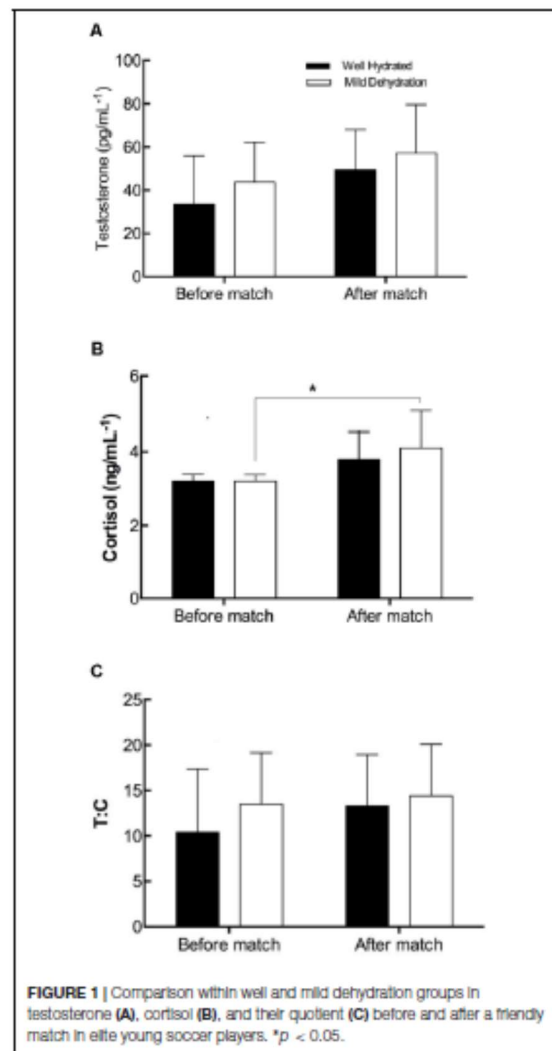 A
Well Hydrated
Mild Dehydration
Testosterone (pg/mL-1)
100
80
60
40
20
0
Before match
After match
B
*
Cortisol (ng/mL-1)
6
4
2
0
Before match
After match
C
T:C
25
20
15
10
5
0
Before match
After match
FIGURE 1 | Comparison within well and mild dehydration groups in
testosterone (A), cortisol (B), and their quotient (C) before and after a friendly
match in elite young soccer players. *p < 0.05.